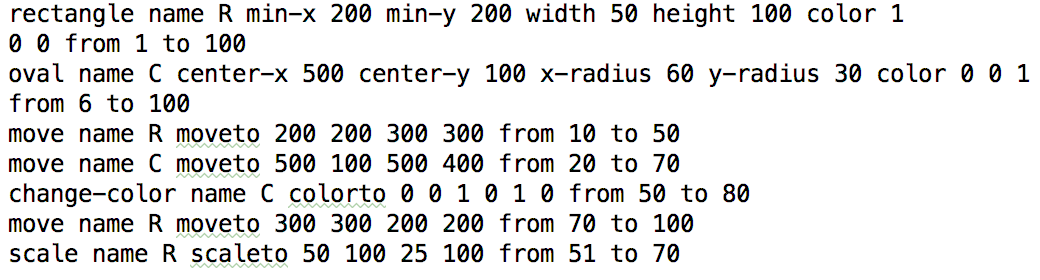 rectangle name R min-x 200 min-y 200 width 50 height 100 color 1
0 0 from 1 to 100
oval name C center-x 500 center-y 100 x-radius 60 y-radius 30 color 0 0 1
from 6 to 100
move name R moveto 200 200 300 300 from 10 to 50
move name C moveto 500 100 500 400 from 20 to 70
change-color name C colorto 0 0 1 0 1 0 from 50 to 80
move name R moveto 300 300 200 200 from 70 to 100
scale name R scaleto 50 100 25 100 from 51 to 70